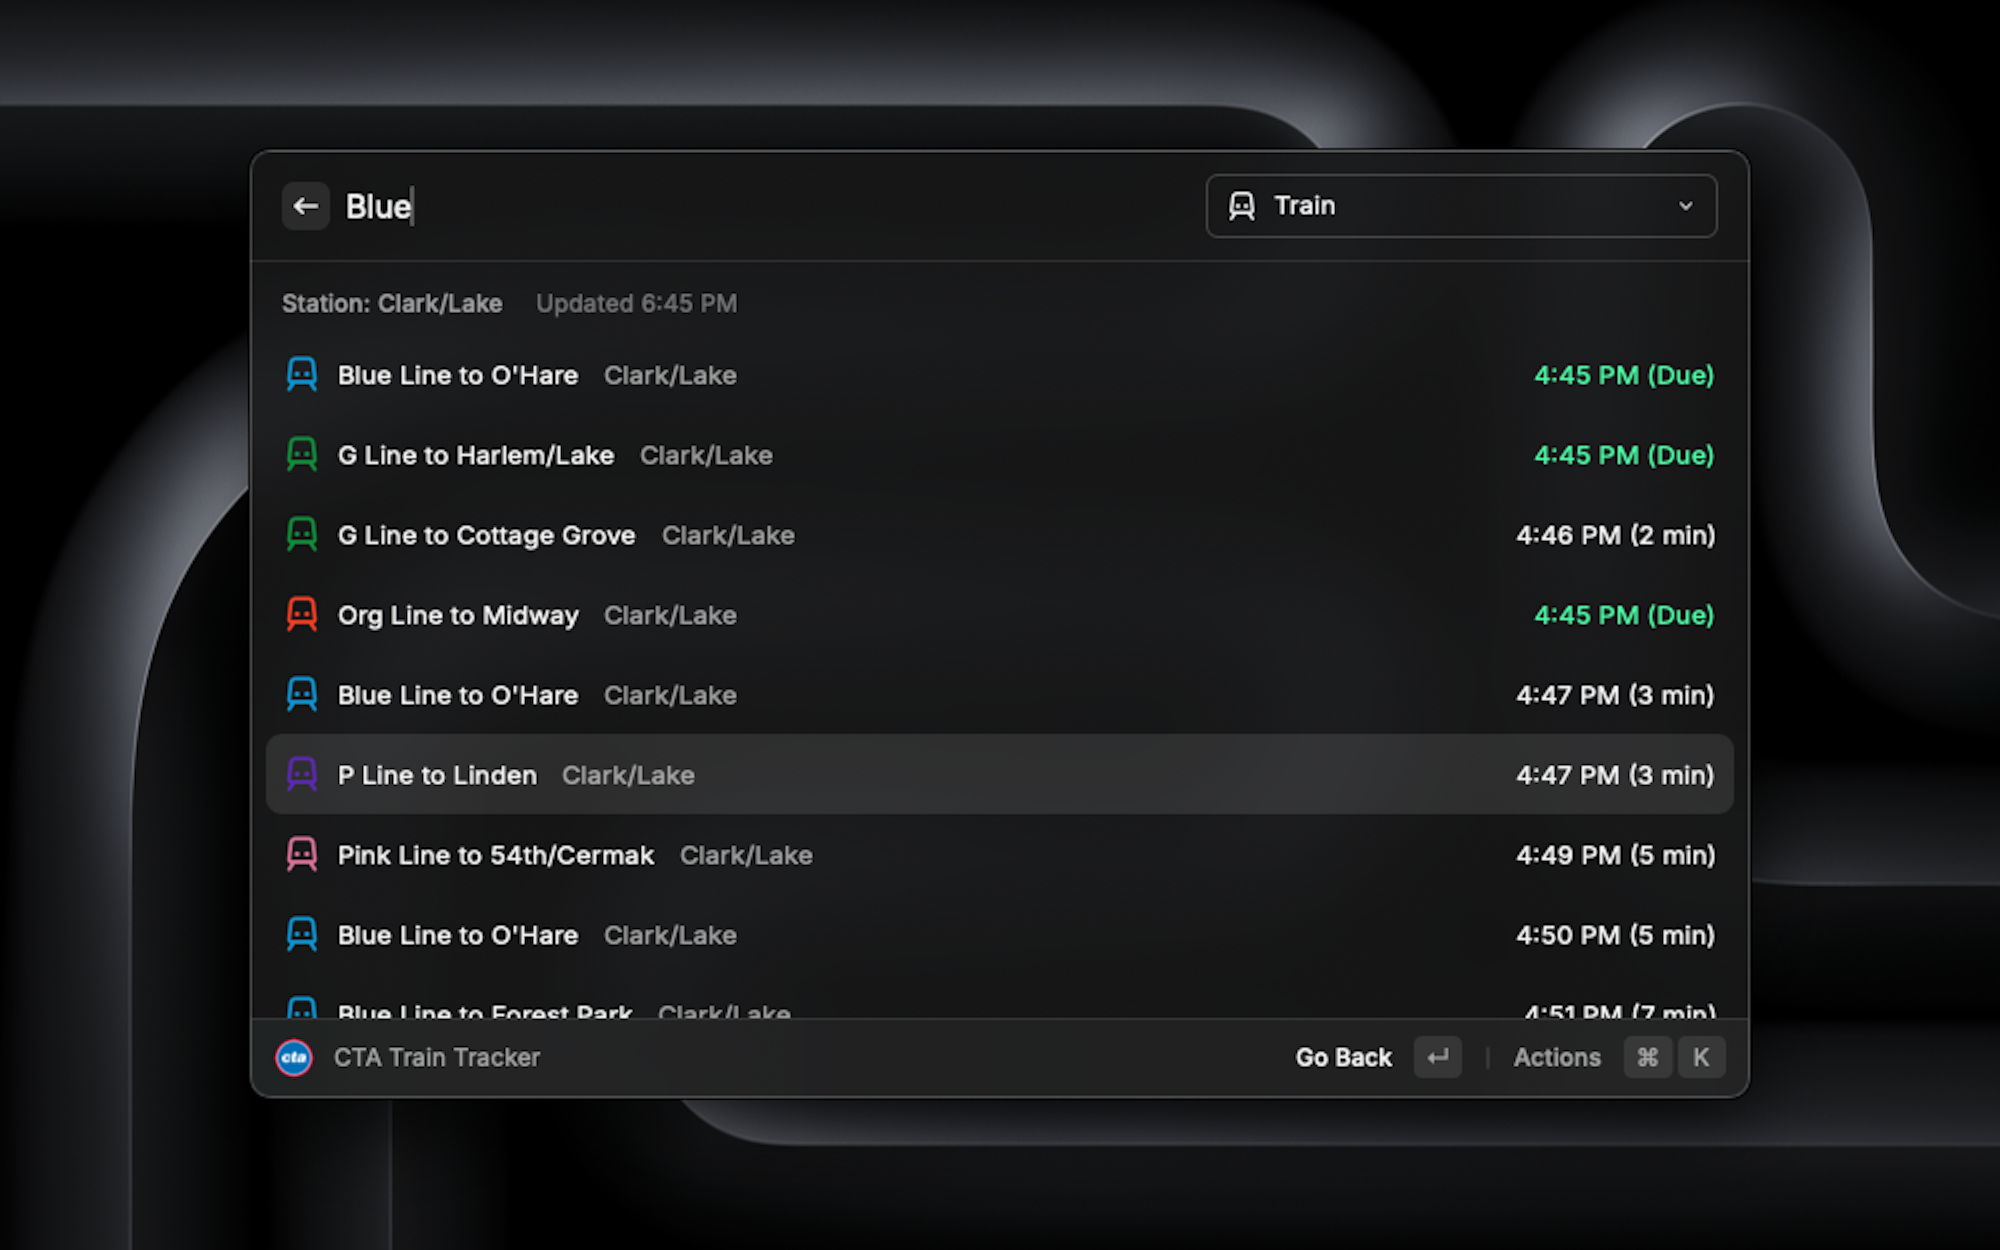 Blue
Train
Station: Clark/Lake Updated 6:45 PM
Blue Line to O'Hare Clark/Lake 4:45 PM (Due)
G Line to Harlem/Lake Clark/Lake 4:45 PM (Due)
G Line to Cottage Grove Clark/Lake 4:46 PM (2 min)
Org Line to Midway Clark/Lake 4:45 PM (Due)
Blue Line to O'Hare Clark/Lake 4:47 PM (3 min)
P Line to Linden Clark/Lake 4:47 PM (3 min)
Pink Line to 54th/Cermak Clark/Lake 4:49 PM (5 min)
Blue Line to O'Hare Clark/Lake 4:50 PM (5 min)
Blue Line to Forest Park Clark/Lake 4:51 PM (7 min)
cta CTA Train Tracker Go Back ↵ Actions ⌘ K